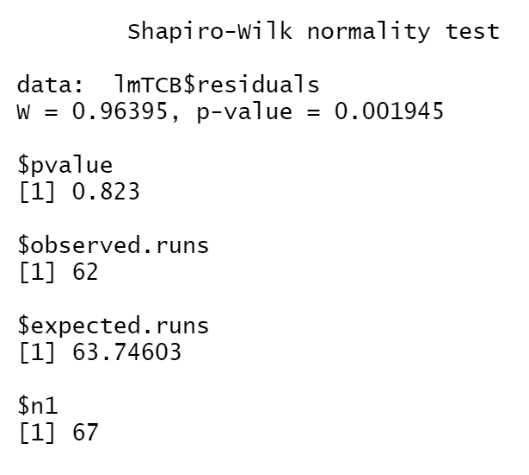 Shapiro-Wilk normality test
data:  lmTCB$residuals
W = 0.96395, p-value = 0.001945
$pvalue
[1] 0.823
$observed.runs
[1] 62
$expected.runs
[1] 63.74603
$n1
[1] 67